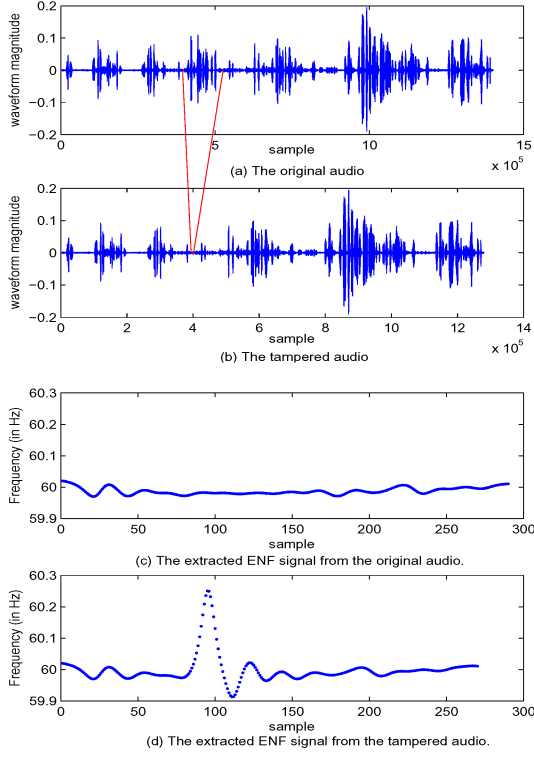 0.2
0.1
0
−0.1
−0.2
waveform magnitude
0 5 10 15
sample
x 10^5
(a) The original audio
0.2
0.1
0
−0.1
−0.2
waveform magnitude
0 2 4 6 8 10 12 14
sample
x 10^5
(b) The tampered audio
60.3
60.2
60.1
60
59.9
Frequency (in Hz)
0 50 100 150 200 250 300
sample
(c) The extracted ENF signal from the original audio.
60.3
60.2
60.1
60
59.9
Frequency (in Hz)
0 50 100 150 200 250 300
sample
(d) The extracted ENF signal from the tampered audio.